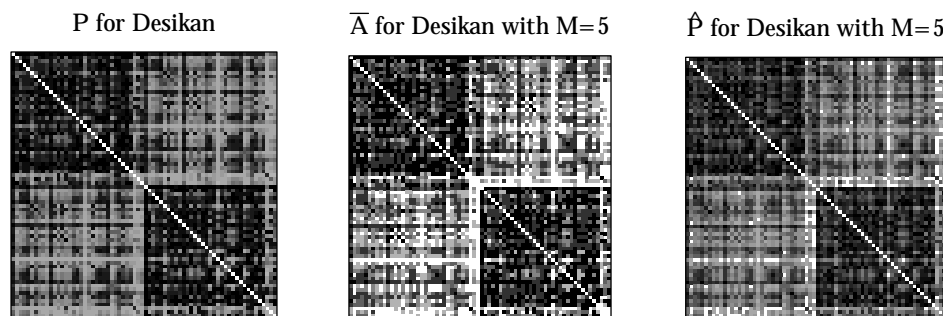 P for Desikan
A̅ for Desikan with M=5
P̂ for Desikan with M=5